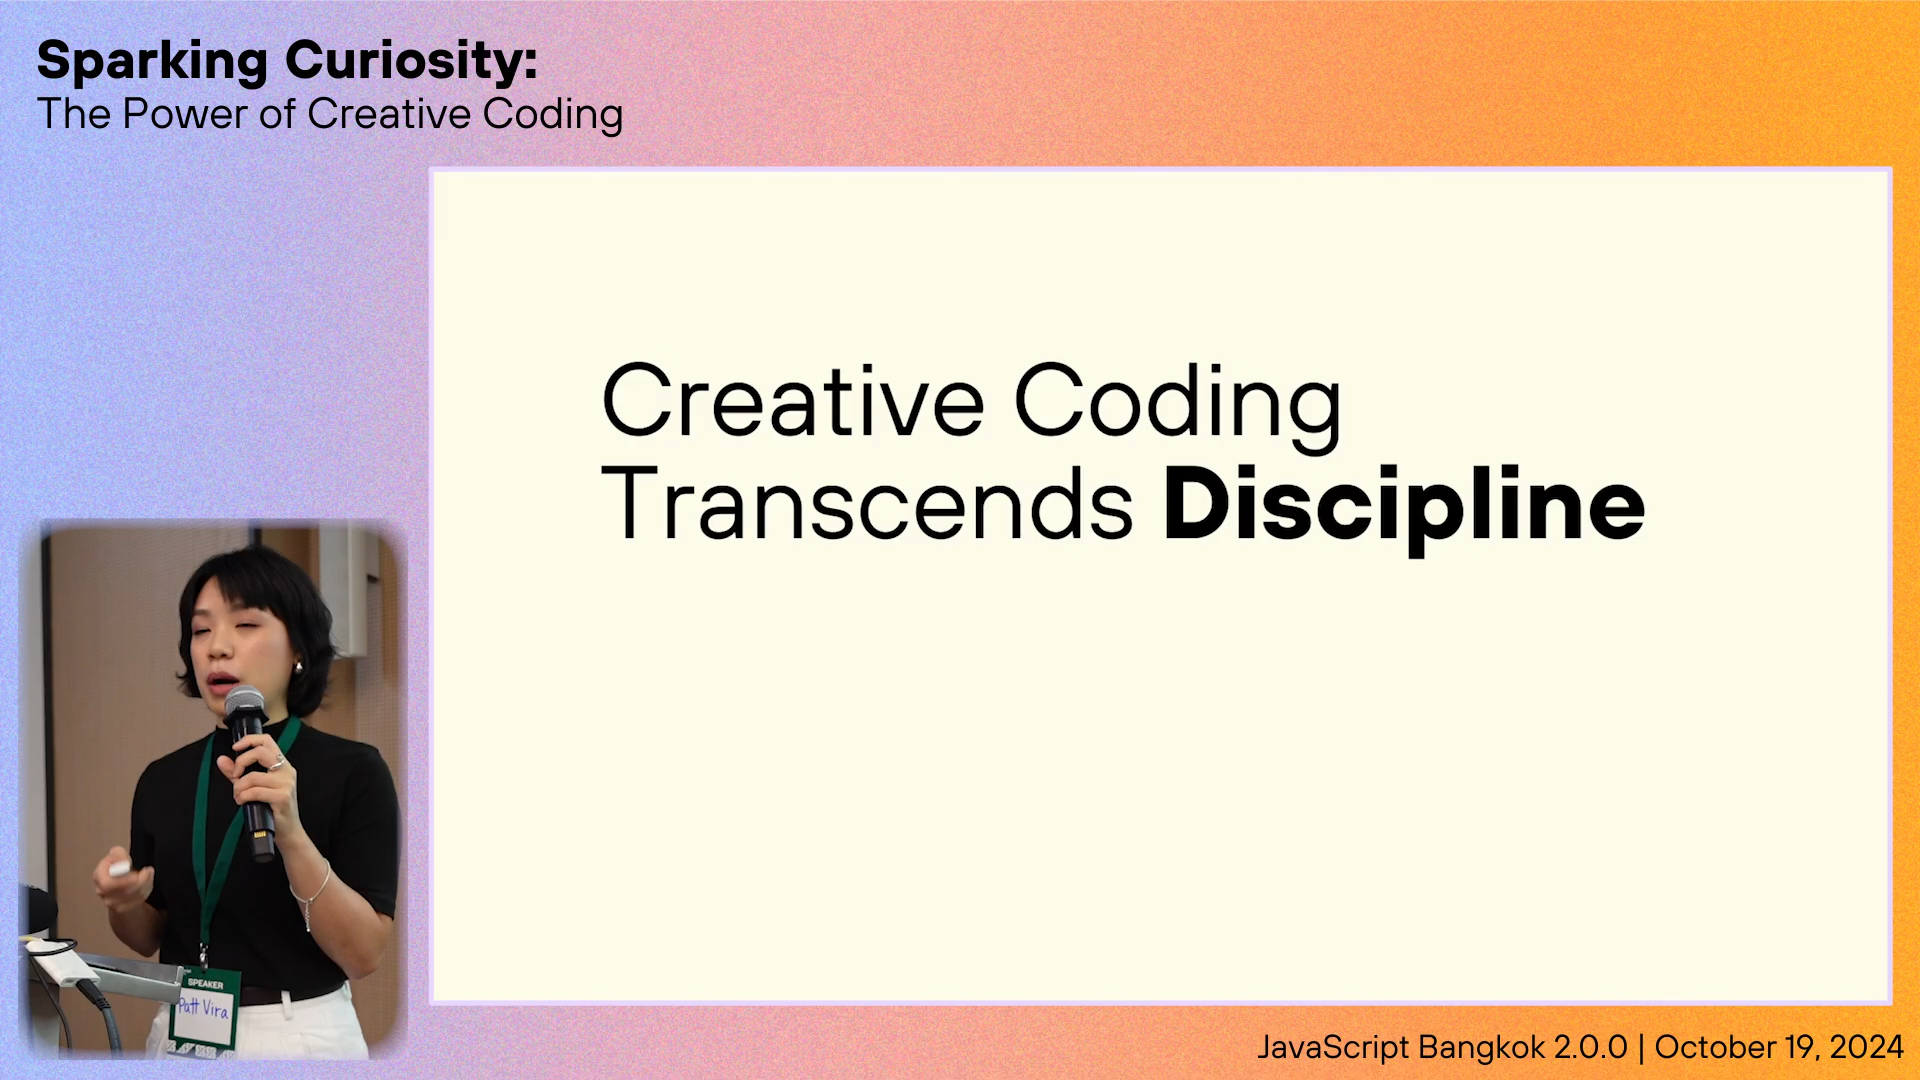 Sparking Curiosity:
The Power of Creative Coding
Creative Coding
Transcends Discipline
SPEAKER
Patt Vira
JavaScript Bangkok 2.0.0 | October 19, 2024